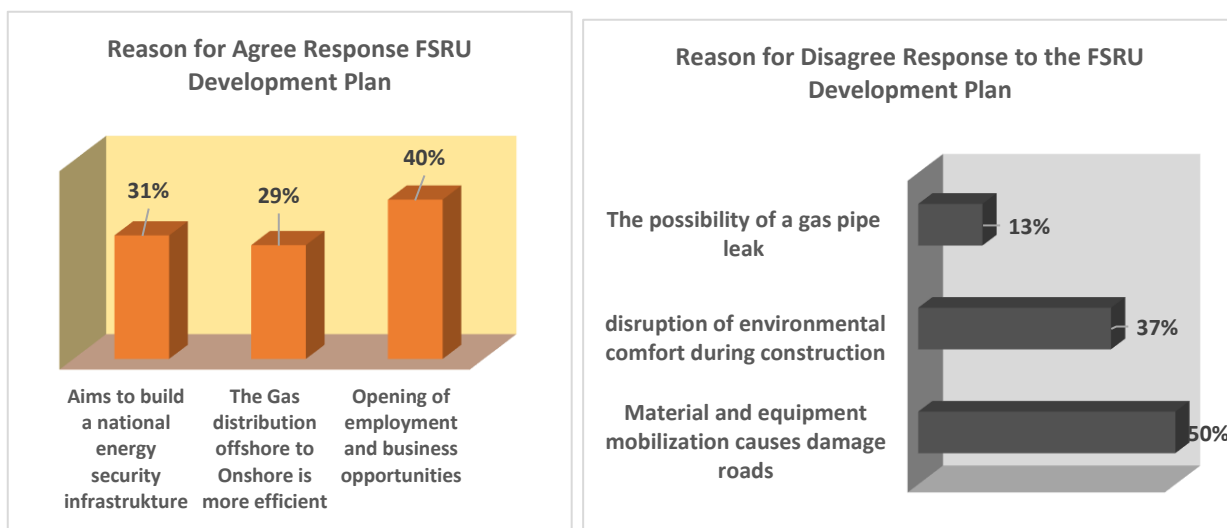 Reason for Agree Response FSRU
Development Plan
31%
29%
40%
Aims to build
a national
energy
security
infrastrukture
The Gas
distribution
offshore to
Onshore is
more efficient
Opening of
employment
and business
opportunities
Reason for Disagree Response to the FSRU
Development Plan
The possibility of a gas pipe
leak
13%
disruption of environmental
comfort during construction
37%
Material and equipment
mobilization causes damage
roads
50%